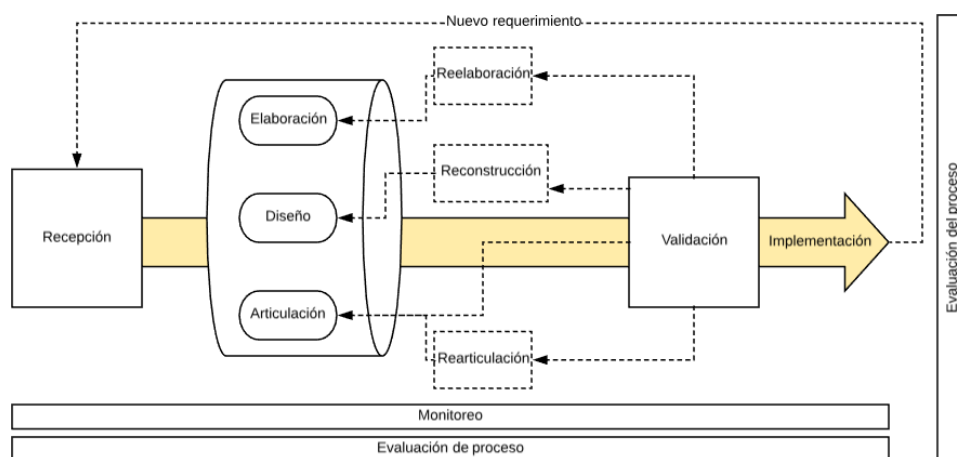 Nuevo requerimiento
Reelaboración
Elaboración
Reconstrucción
Recepción
Diseño
Validación
Implementación
Articulación
Rearticulación
Monitoreo
Evaluación de proceso
Evaluación del proceso